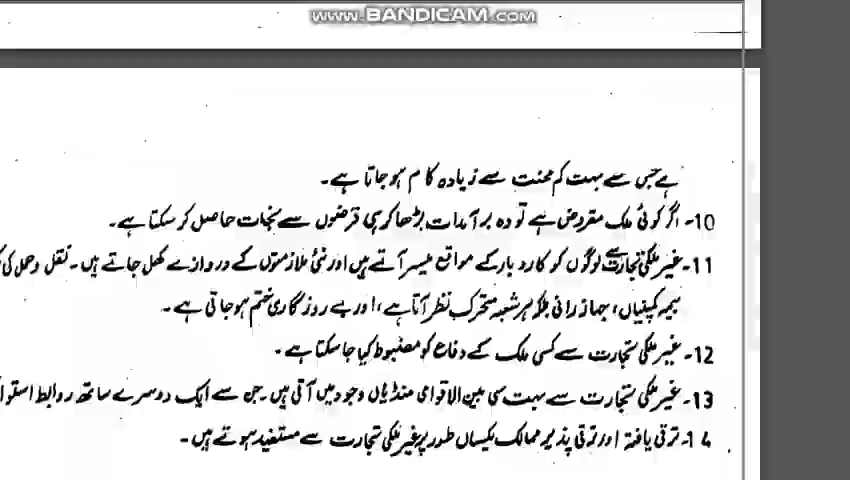 www.BANDICAM.com
ہے جس سے بہت کم محنت سے زیادہ کام ہو جاتا ہے۔
10۔ اگر کوئی ملک مقروض ہے تو وہ برآمدات بڑھا کر ہی قرضوں سے نجات حاصل کر سکتا ہے۔
11۔ غیر ملکی تجارت سے لوگوں کو کاروبار کے مواقع میسر آتے ہیں اور نئی ملازمتوں کے دروازے کھل جاتے ہیں۔ نقل و حمل کی
بیمہ کمپنیاں، جہاز رانی بلکہ ہر شعبہ متحرک نظر آتا ہے، اور بے روزگاری ختم ہو جاتی ہے۔
12۔ غیر ملکی تجارت سے کسی ملک کے دفاع کو مضبوط کیا جا سکتا ہے۔
13۔ غیر ملکی تجارت سے بہت سی بین الاقوامی منڈیاں وجود میں آتی ہیں۔ جن سے ایک دوسرے ساتھ روابط استوا
14۔ ترقی یافتہ اور ترقی پذیر ممالک یکساں طور پر غیر ملکی تجارت سے مستفید ہوتے ہیں۔